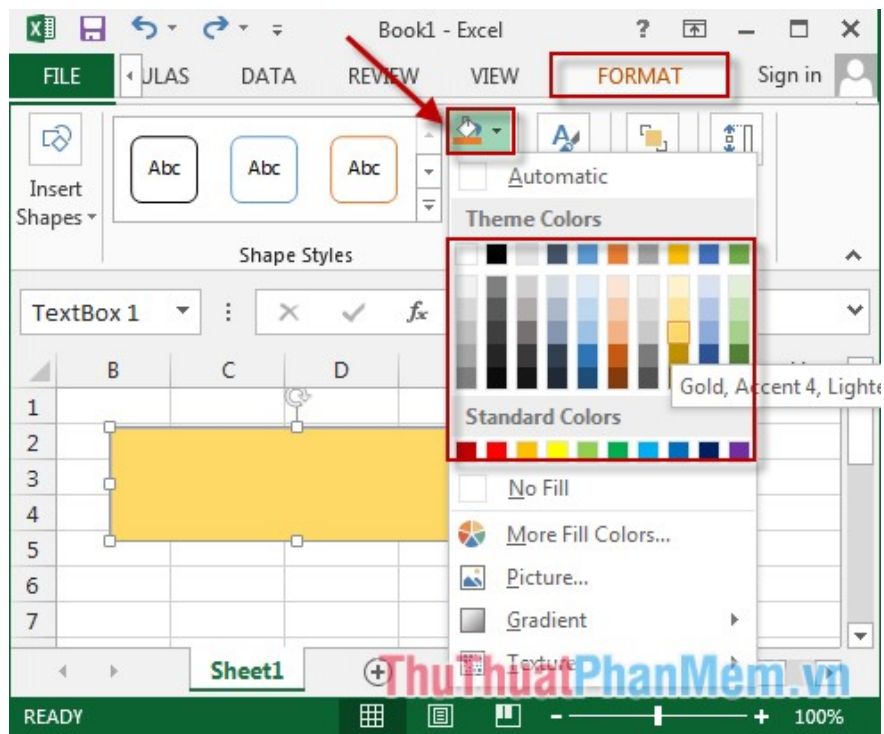 Book1 - Excel ?
FILE ULAS DATA REVIEW VIEW FORMAT Sign in
Insert
Shapes
Abc Abc Abc
Shape Styles
Automatic
Theme Colors
TextBox 1 fx
Gold, Accent 4, Lighte
B C D
Standard Colors
1
2
3
4
5
6
7
No Fill
More Fill Colors...
Picture...
Gradient
Texture
Sheet1
ThuThuatPhanMem.vn
READY 100%